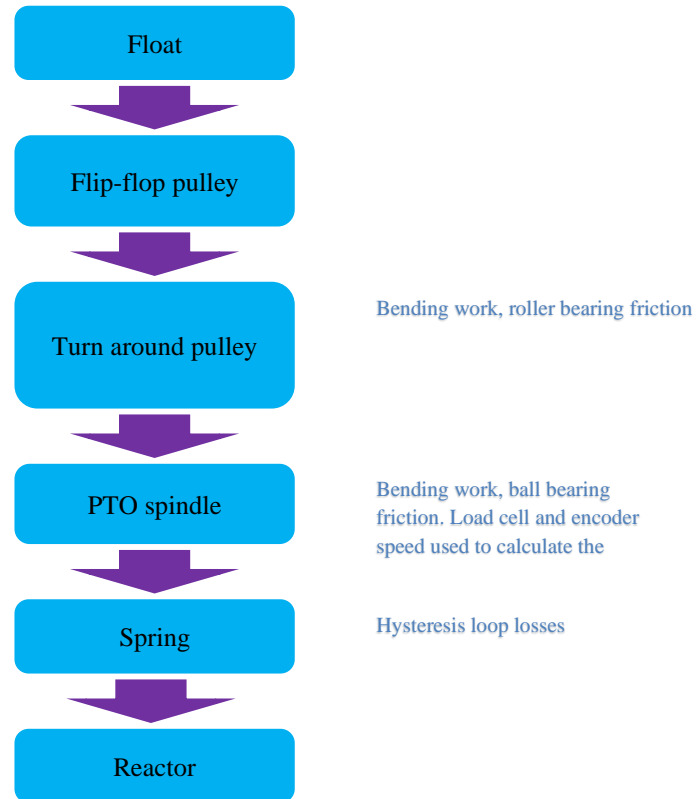 Float
Flip-flop pulley
Turn around pulley
Bending work, roller bearing friction
PTO spindle
Bending work, ball bearing
friction. Load cell and encoder
speed used to calculate the
Spring
Hysteresis loop losses
Reactor